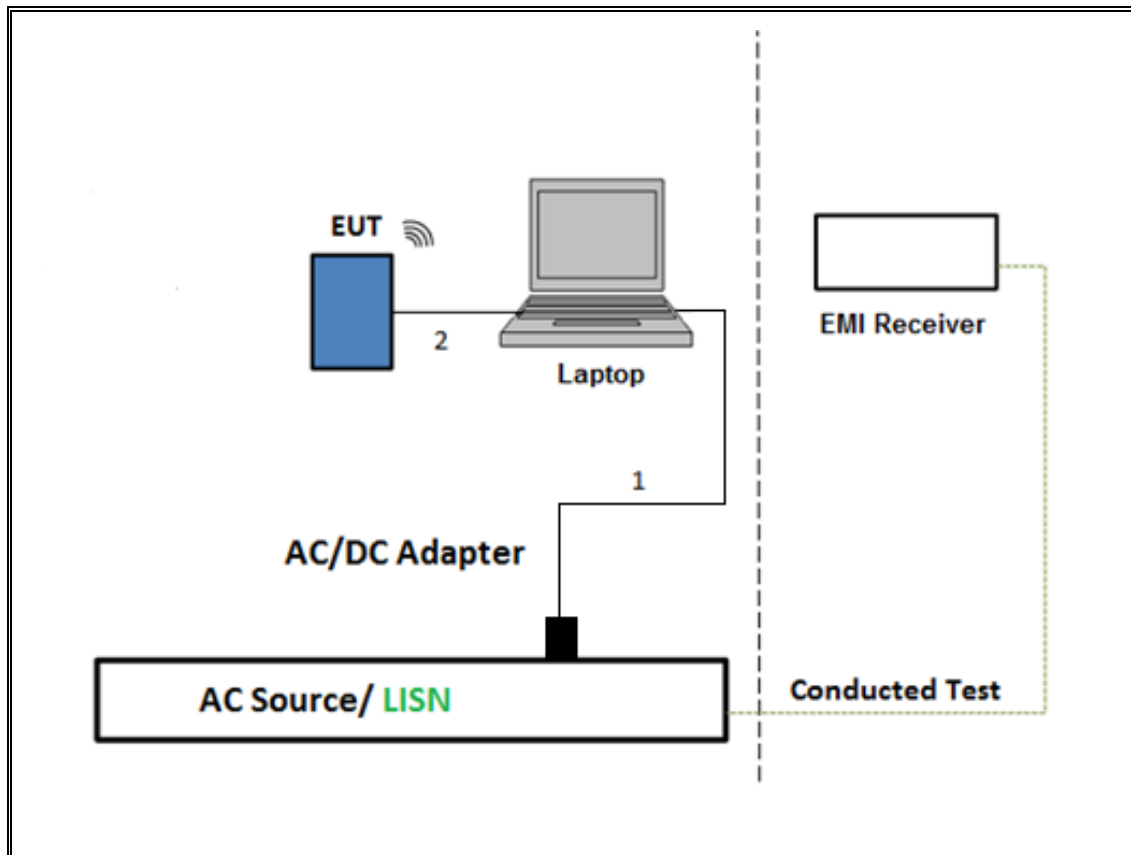 EUT
2
Laptop
EMI Receiver
1
AC/DC Adapter
AC Source/ LISN
Conducted Test